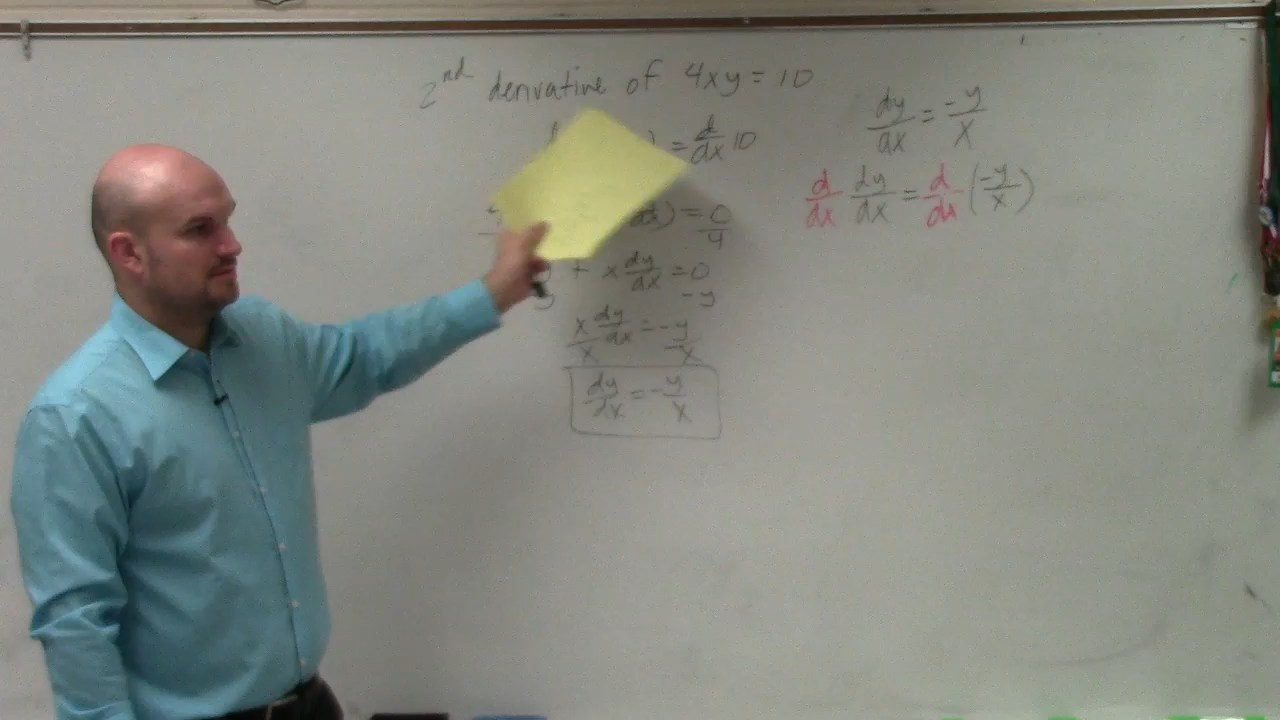 2nd derivative of 4xy = 10
= d/dx 10
) = 0/4
+ x dy/dx = 0
y -y
x dy/dx / x = -y/x
dy/dx = -y/x
dy/dx = -y/x
d/dx dy/dx = d/dx (-y/x)